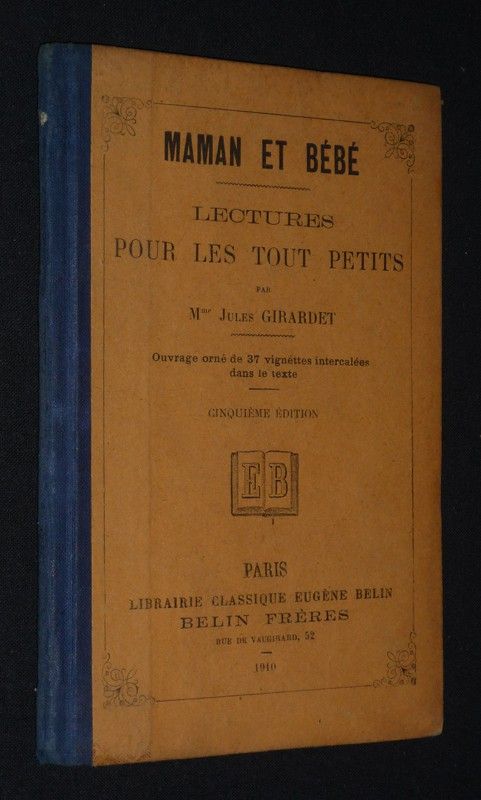 MAMAN ET BÉBÉ
LECTURES
POUR LES TOUT PETITS
PAR
Mme JULES GIRARDET
Ouvrage orné de 37 vignettes intercalées
dans le texte
CINQUIÈME ÉDITION
EB
PARIS
LIBRAIRIE CLASSIQUE EUGÈNE BELIN
BELIN FRÈRES
RUE DE VAUGIRARD, 52
1910